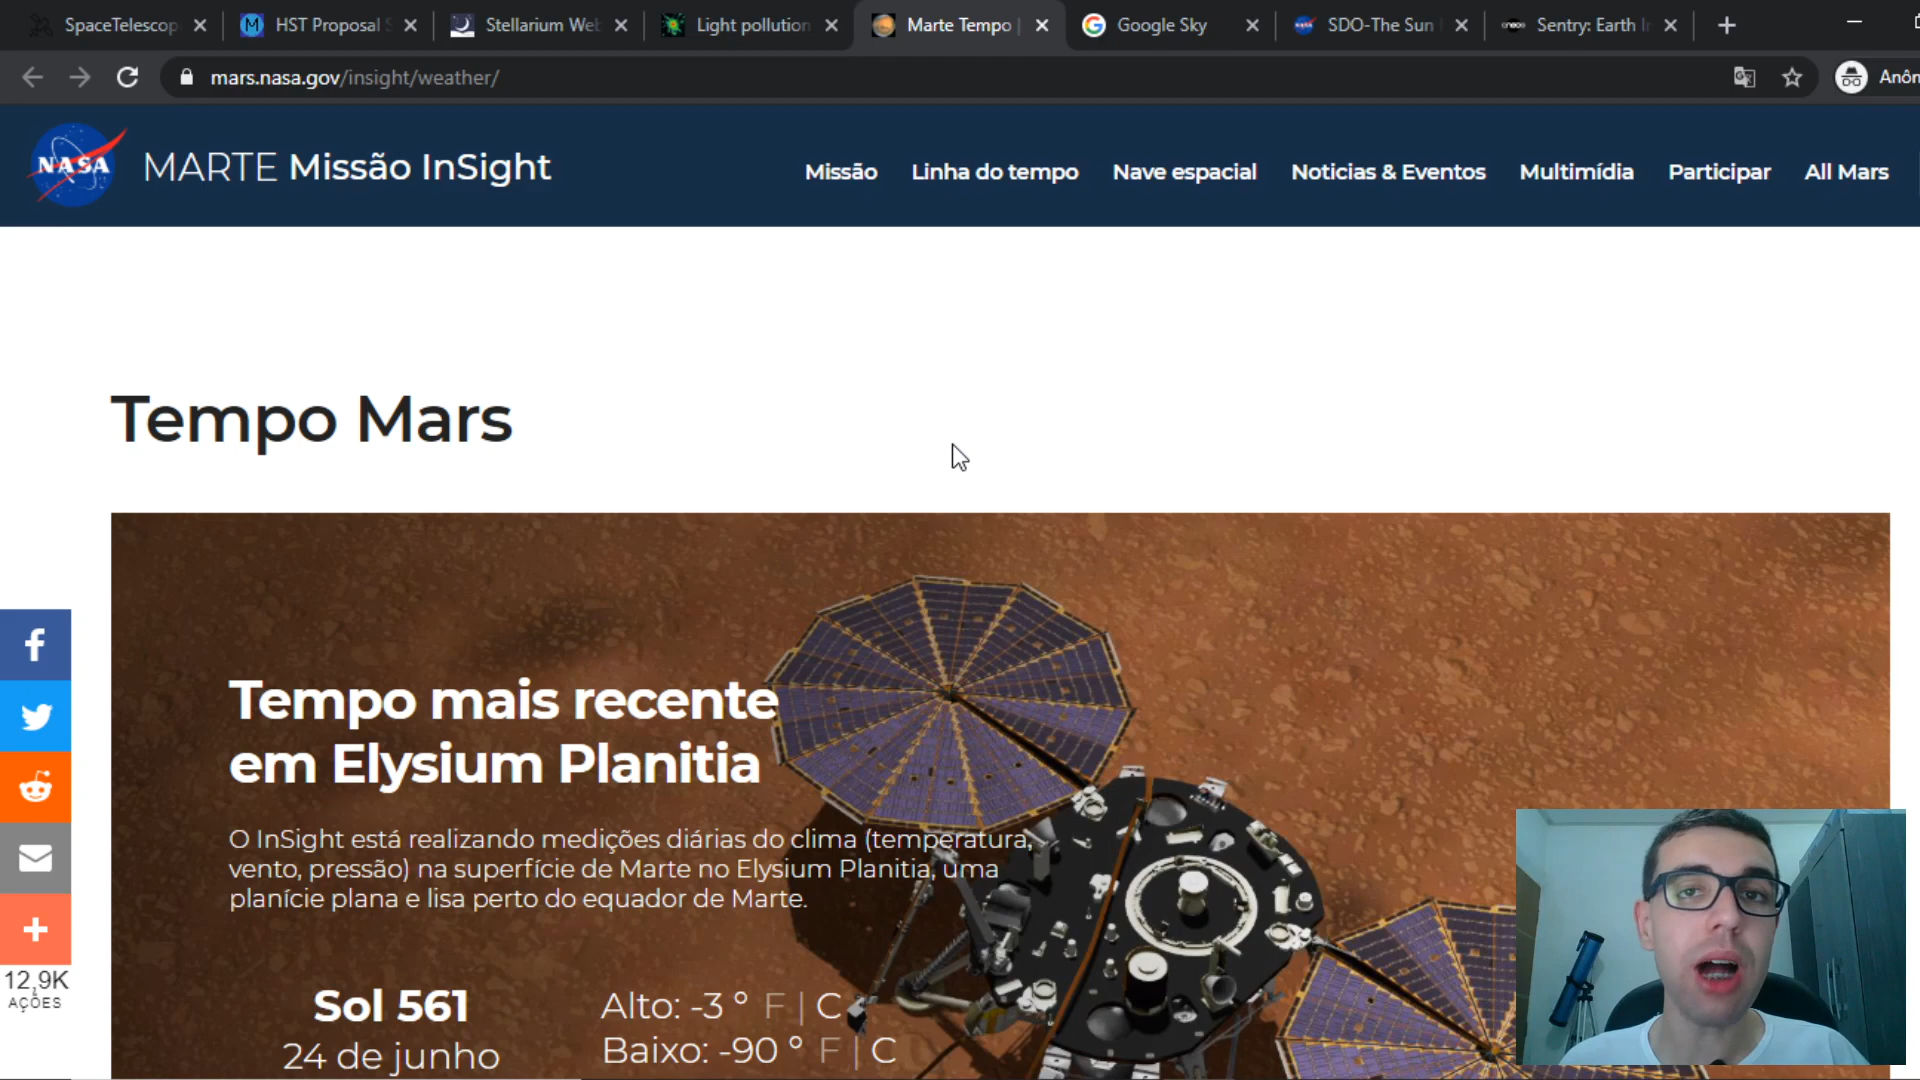 SpaceTelescop
HST Proposal S
Stellarium Web
Light pollution
Marte Tempo |
Google Sky
SDO-The Sun
Sentry: Earth I
mars.nasa.gov/insight/weather/
Anôn
NASA
MARTE Missão InSight
Missão
Linha do tempo
Nave espacial
Noticias & Eventos
Multimídia
Participar
All Mars
Tempo Mars
Tempo mais recente
em Elysium Planitia
O InSight está realizando medições diárias do clima (temperatura,
vento, pressão) na superfície de Marte no Elysium Planitia, uma
planície plana e lisa perto do equador de Marte.
12,9K
AÇÕES
Sol 561
24 de junho
Alto: -3 ° F | C
Baixo: -90 ° F | C